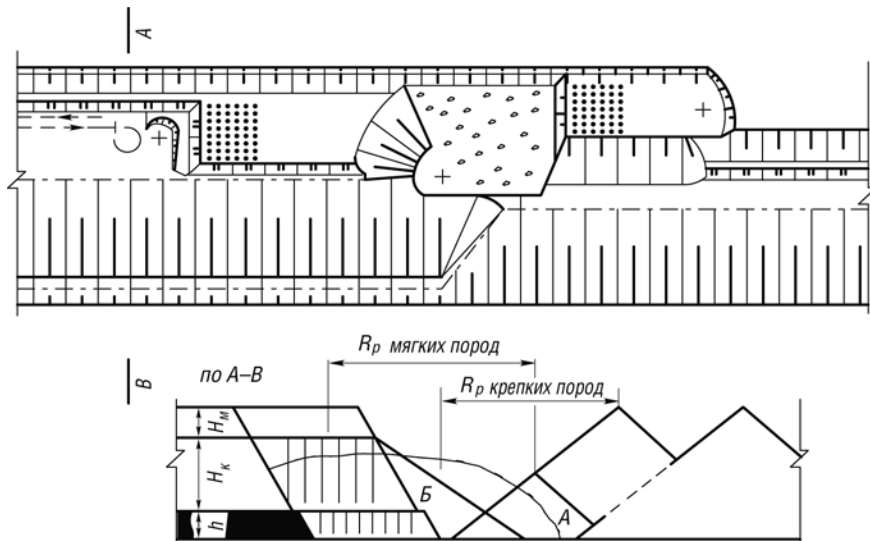 А
В
по А–В
Rр мягких пород
Rр крепких пород
Hм
Hк
h
Б
А